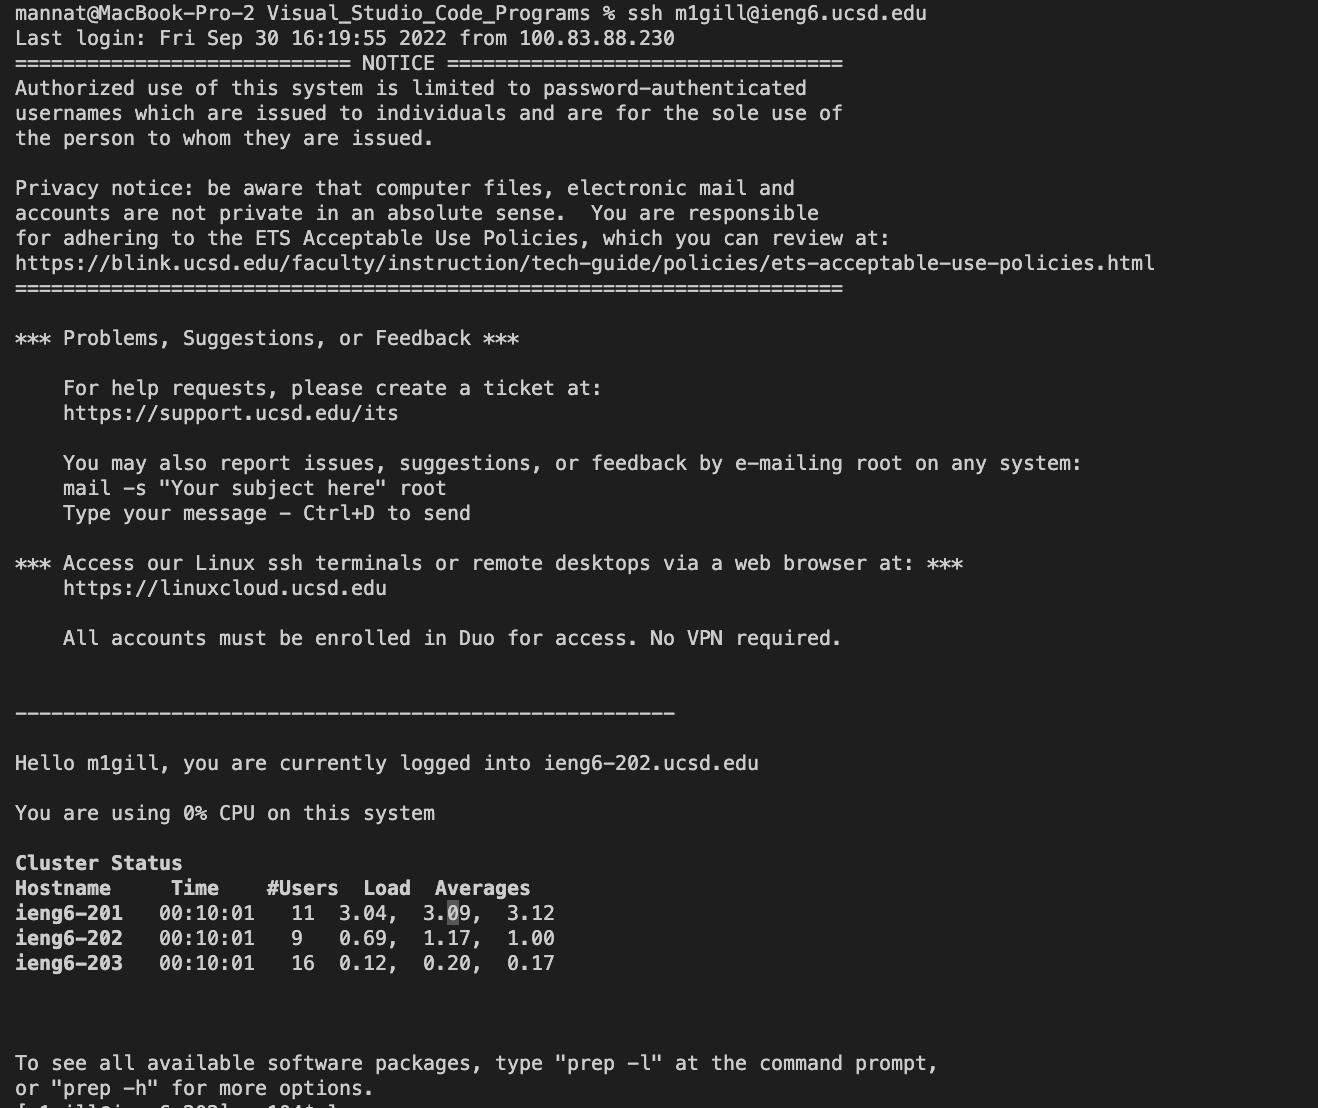 mannat@MacBook-Pro-2 Visual_Studio_Code_Programs % ssh m1gill@ieng6.ucsd.edu
Last login: Fri Sep 30 16:19:55 2022 from 100.83.88.230
============================ NOTICE =================================
Authorized use of this system is limited to password-authenticated
usernames which are issued to individuals and are for the sole use of
the person to whom they are issued.
Privacy notice: be aware that computer files, electronic mail and
accounts are not private in an absolute sense.  You are responsible
for adhering to the ETS Acceptable Use Policies, which you can review at:
https://blink.ucsd.edu/faculty/instruction/tech-guide/policies/ets-acceptable-use-policies.html
=====================================================================
*** Problems, Suggestions, or Feedback ***
For help requests, please create a ticket at:
https://support.ucsd.edu/its
You may also report issues, suggestions, or feedback by e-mailing root on any system:
mail -s "Your subject here" root
Type your message - Ctrl+D to send
*** Access our Linux ssh terminals or remote desktops via a web browser at: ***
https://linuxcloud.ucsd.edu
All accounts must be enrolled in Duo for access. No VPN required.
-------------------------------------------------------
Hello m1gill, you are currently logged into ieng6-202.ucsd.edu
You are using 0% CPU on this system
Cluster Status
Hostname     Time    #Users  Load  Averages
ieng6-201   00:10:01   11  3.04,  3.09,  3.12
ieng6-202   00:10:01   9   0.69,  1.17,  1.00
ieng6-203   00:10:01   16  0.12,  0.20,  0.17
To see all available software packages, type "prep -l" at the command prompt,
or "prep -h" for more options.